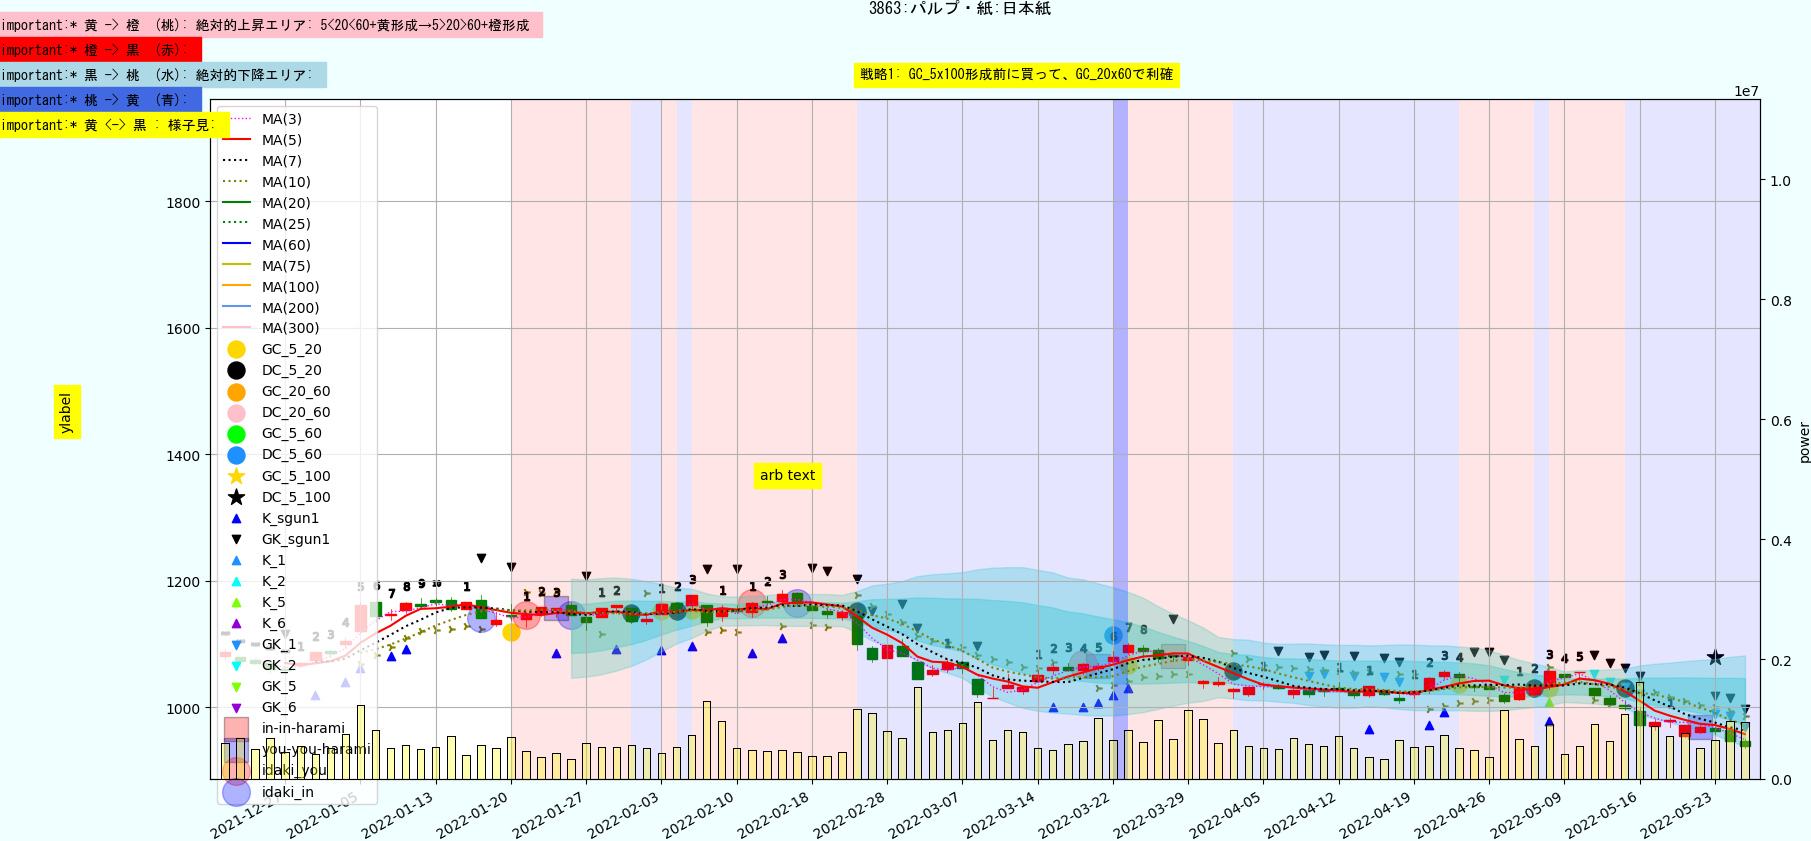 3863:パルプ・紙:日本紙
important:* 黄 -> 橙 (桃): 絶対的上昇エリア: 5<20<60+黄形成→5>20>60+橙形成
important:* 橙 -> 黒 (赤):
important:* 黒 -> 桃 (水): 絶対的下降エリア:
戦略1: GC_5x100形成前に買って、GC_20x60で利確
important:* 桃 -> 黄 (青):
important:* 黄 <-> 黒 : 様子見:
1e7
MA(3)
MA(5)
MA(7)
MA(10)
MA(20)
MA(25)
MA(60)
MA(75)
MA(100)
MA(200)
MA(300)
GC_5_20
DC_5_20
GC_20_60
DC_20_60
GC_5_60
DC_5_60
GC_5_100
DC_5_100
K_sgun1
GK_sgun1
K_1
K_2
K_5
K_6
GK_1
GK_2
GK_5
GK_6
in-in-harami
you-you-harami
idaki_you
idaki_in
ylabel
1800
1600
1400
1200
1000
arb text
1.0
0.8
0.6
0.4
0.2
0.0
power
2021-12-27
2022-01-05
2022-01-13
2022-01-20
2022-01-27
2022-02-03
2022-02-10
2022-02-18
2022-02-28
2022-03-07
2022-03-14
2022-03-22
2022-03-29
2022-04-05
2022-04-12
2022-04-19
2022-04-26
2022-05-09
2022-05-16
2022-05-23